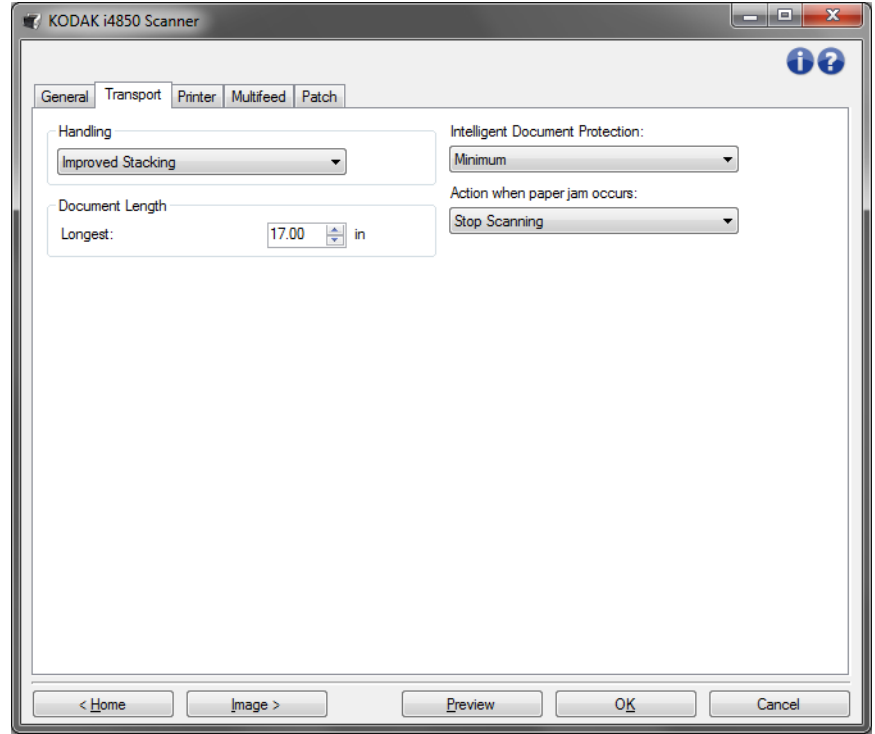 KODAK i4850 Scanner
General Transport Printer Multifeed Patch
Handling
Improved Stacking
Document Length
Longest: 17.00 in
Intelligent Document Protection:
Minimum
Action when paper jam occurs:
Stop Scanning
< Home Image > Preview OK Cancel